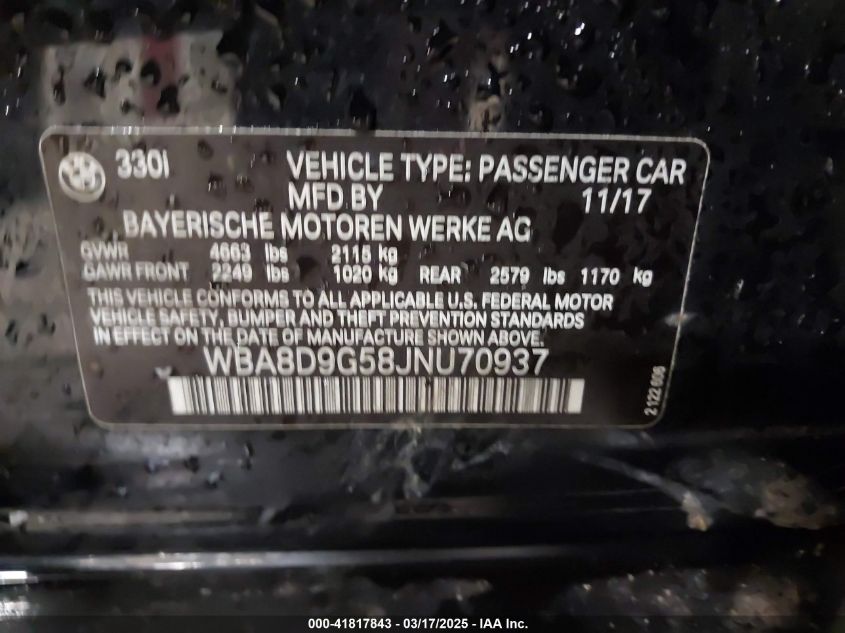 330I VEHICLE TYPE: PASSENGER CAR
MFD BY 11/17
BAYERISCHE MOTOREN WERKE AG
GVWR 4663 lbs 2115 kg
GAWR FRONT 2249 lbs 1020 kg REAR 2579 lbs 1170 kg
THIS VEHICLE CONFORMS TO ALL APPLICABLE U.S. FEDERAL MOTOR
VEHICLE SAFETY, BUMPER AND THEFT PREVENTION STANDARDS
IN EFFECT ON THE DATE OF MANUFACTURE SHOWN ABOVE.
WBA8D9G58JNU70937
2 122 606
000-41817843 - 03/17/2025 - IAA Inc.